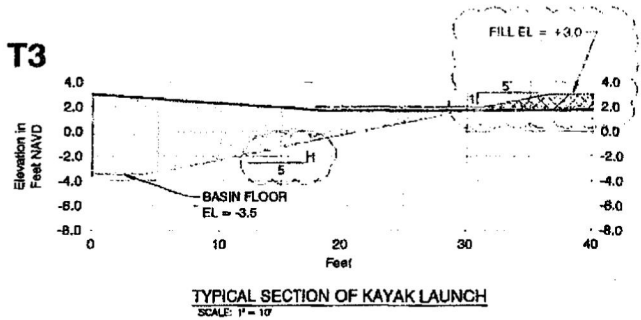 FILL EL = +3.0
T3
4.0
2.0
0.0
-2.0
-4.0
-6.0
-8.0
Elevation in
Feet NAVD
5
1
4.0
2.0
0.0
-2.0
-4.0
-6.0
-8.0
5
BASIN FLOOR
EL = -3.5
0
10
20
30
40
Feet
TYPICAL SECTION OF KAYAK LAUNCH
SCALE: 1" = 10'